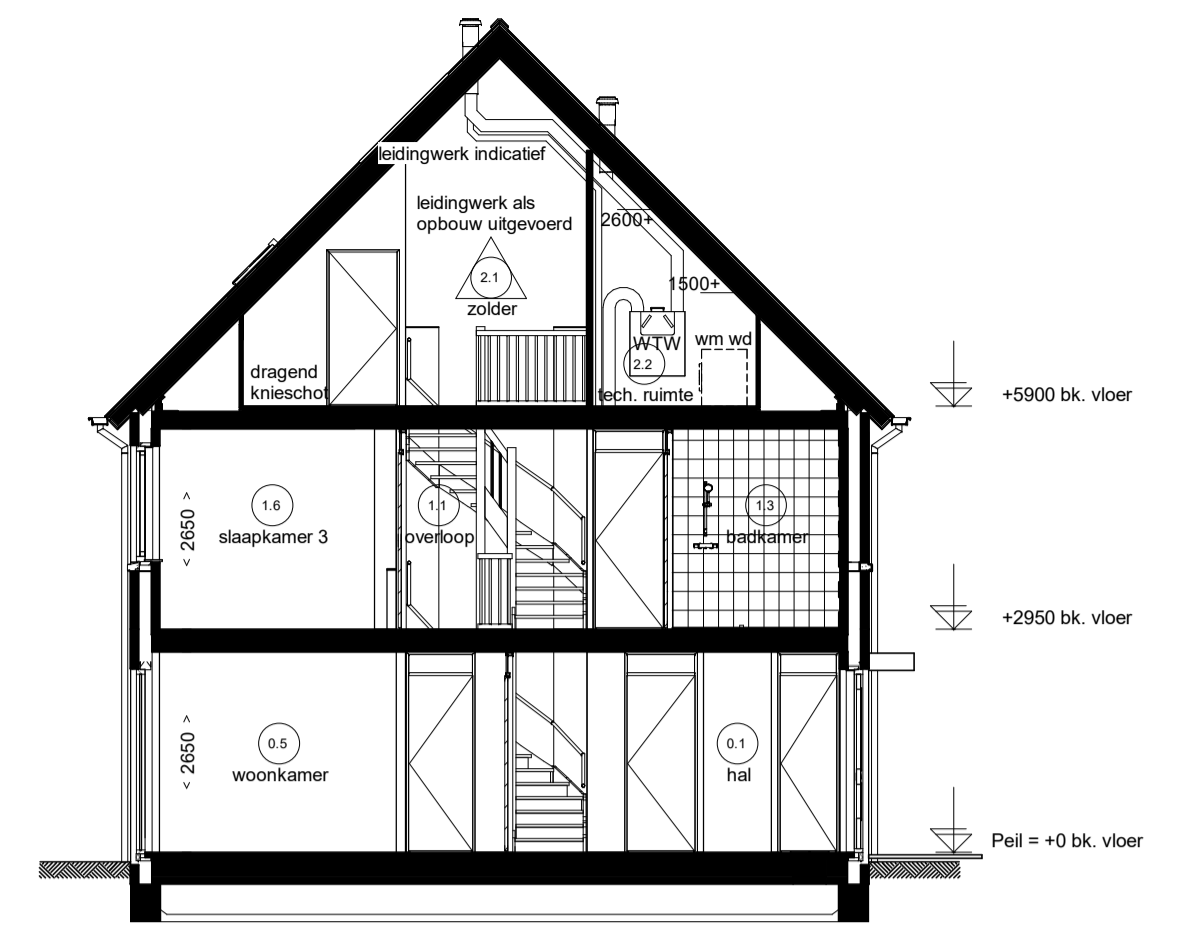 leidingwerk indicatief
leidingwerk als
opbouw uitgevoerd
2600+
2.1
zolder
1500+
WTW
wm wd
2.2
tech. ruimte
dragend
knieschot
+5900 bk. vloer
< 2650 >
1.6
slaapkamer 3
1.1
overloop
1.3
badkamer
+2950 bk. vloer
< 2650 >
0.5
woonkamer
0.1
hal
Peil = +0 bk. vloer